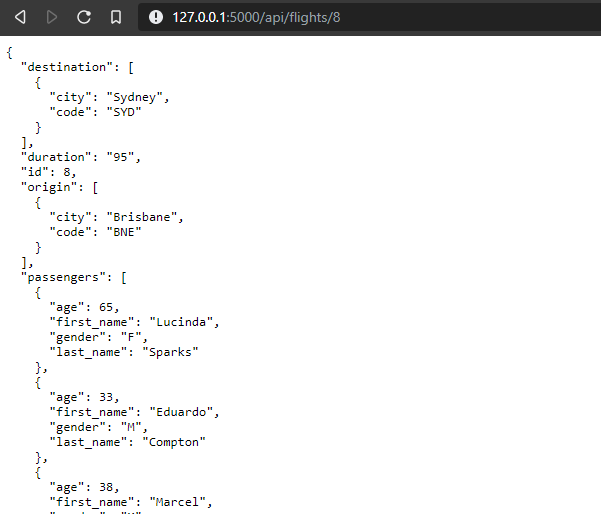 127.0.0.1:5000/api/flights/8
{
  "destination": [
    {
      "city": "Sydney",
      "code": "SYD"
    }
  ],
  "duration": "95",
  "id": 8,
  "origin": [
    {
      "city": "Brisbane",
      "code": "BNE"
    }
  ],
  "passengers": [
    {
      "age": 65,
      "first_name": "Lucinda",
      "gender": "F",
      "last_name": "Sparks"
    },
    {
      "age": 33,
      "first_name": "Eduardo",
      "gender": "M",
      "last_name": "Compton"
    },
    {
      "age": 38,
      "first_name": "Marcel",